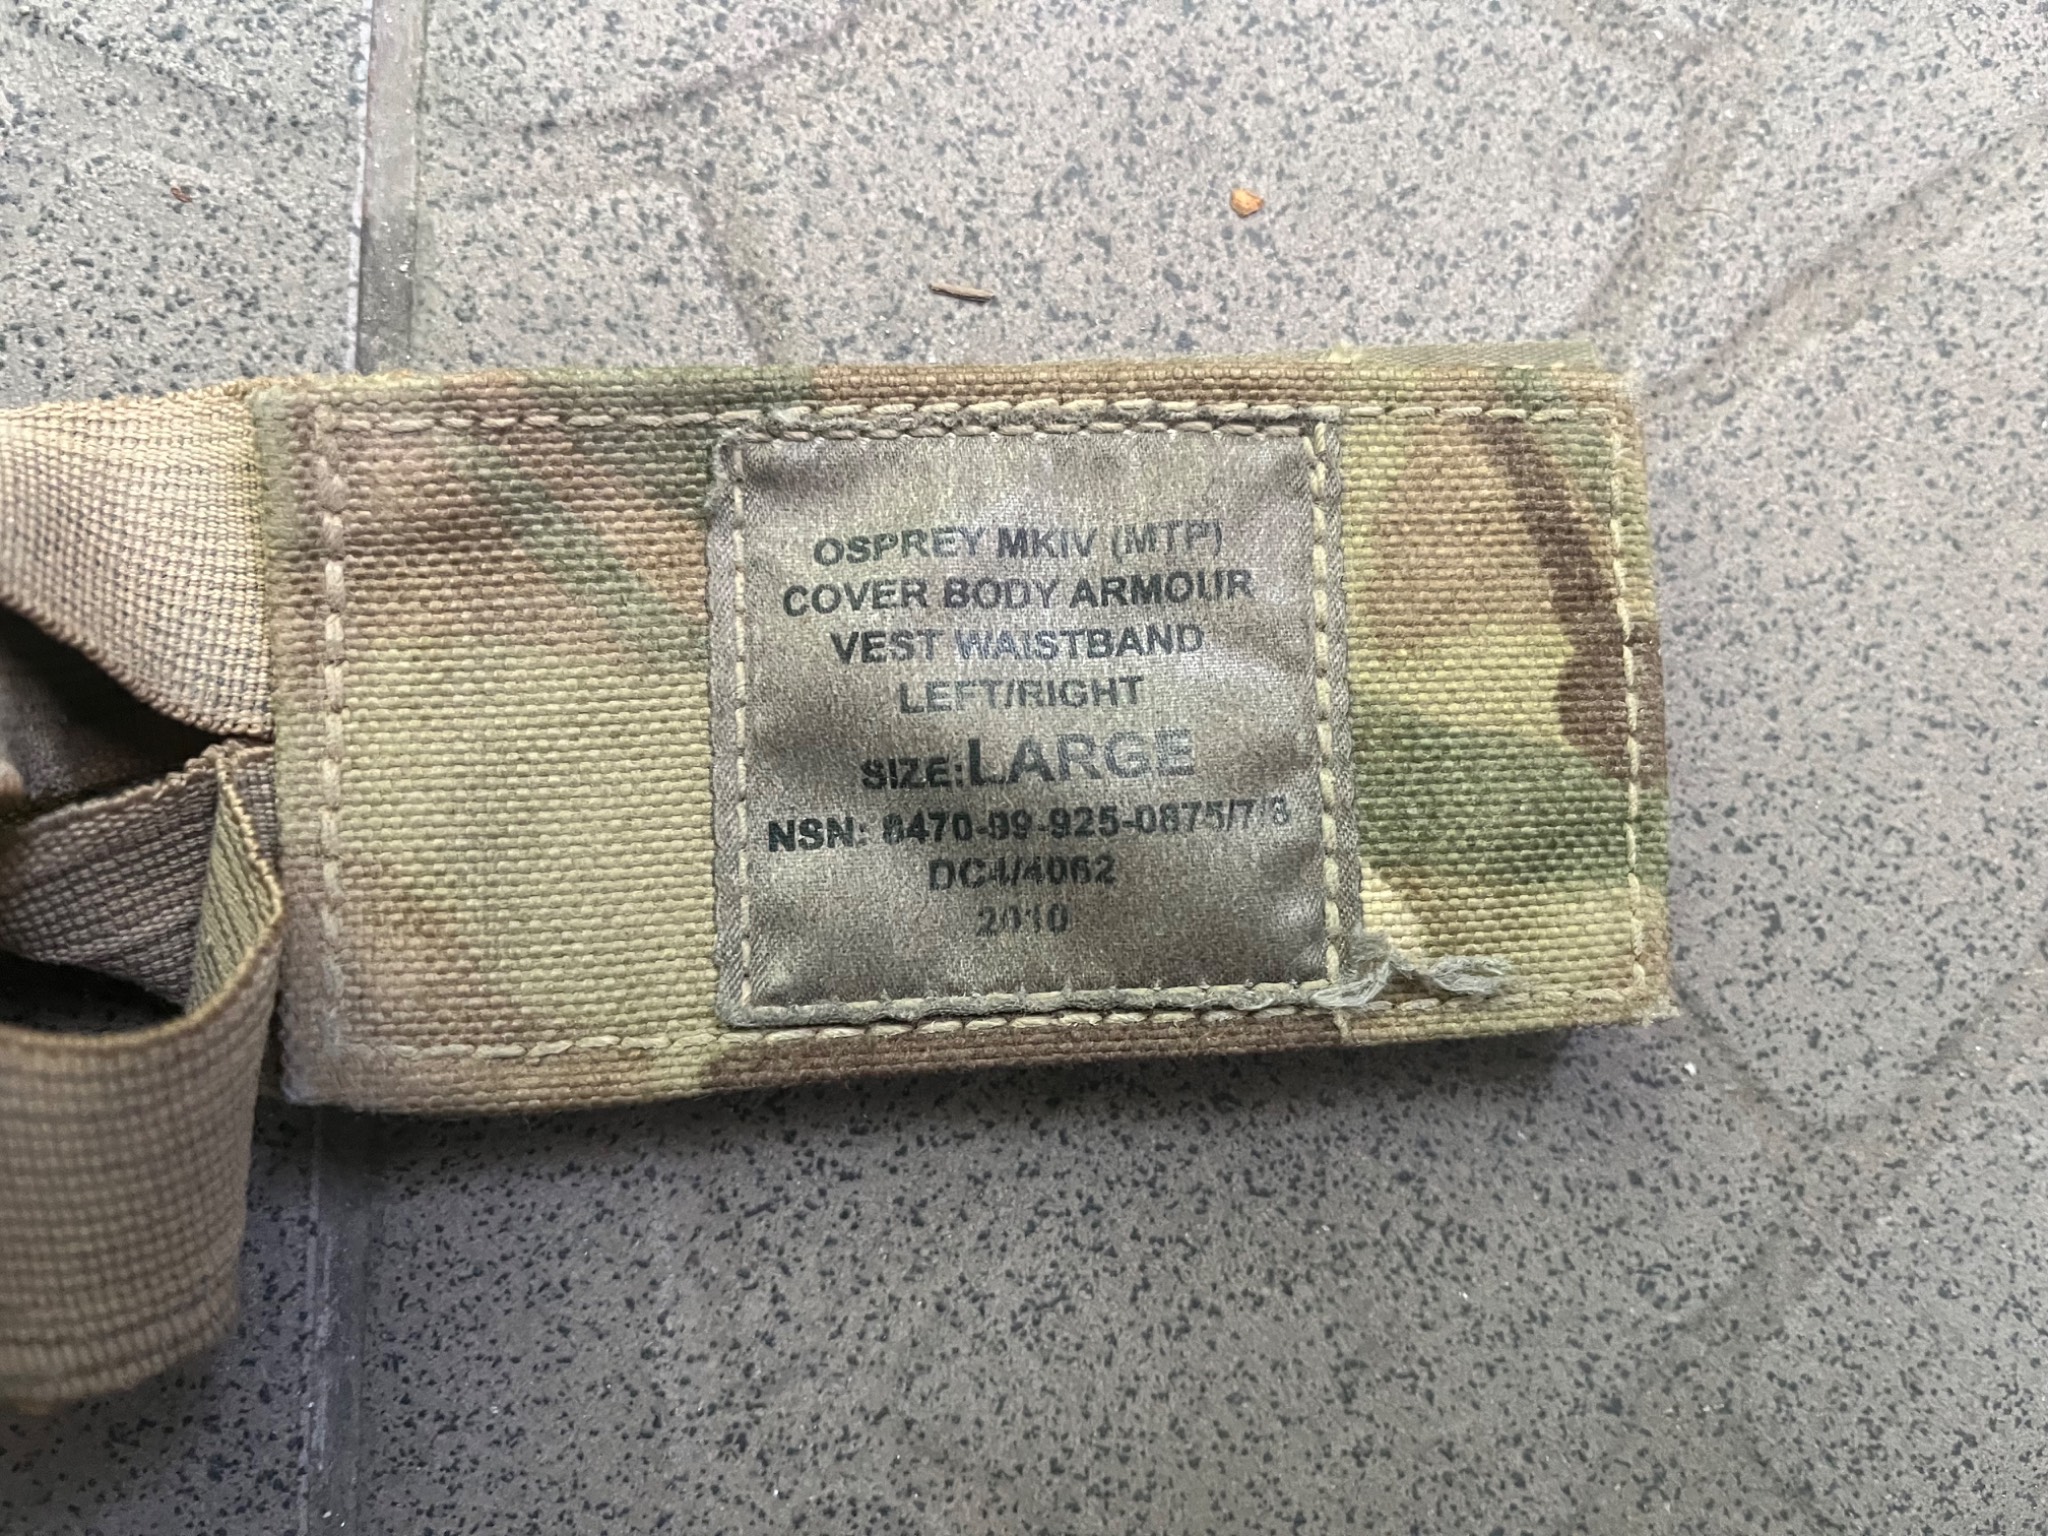 OSPREY MKIV (MTP)
COVER BODY ARMOUR
VEST WAISTBAND
LEFT/RIGHT
SIZE:LARGE
NSN: 8470-99-925-0875/7/8
DC4/4062
2010